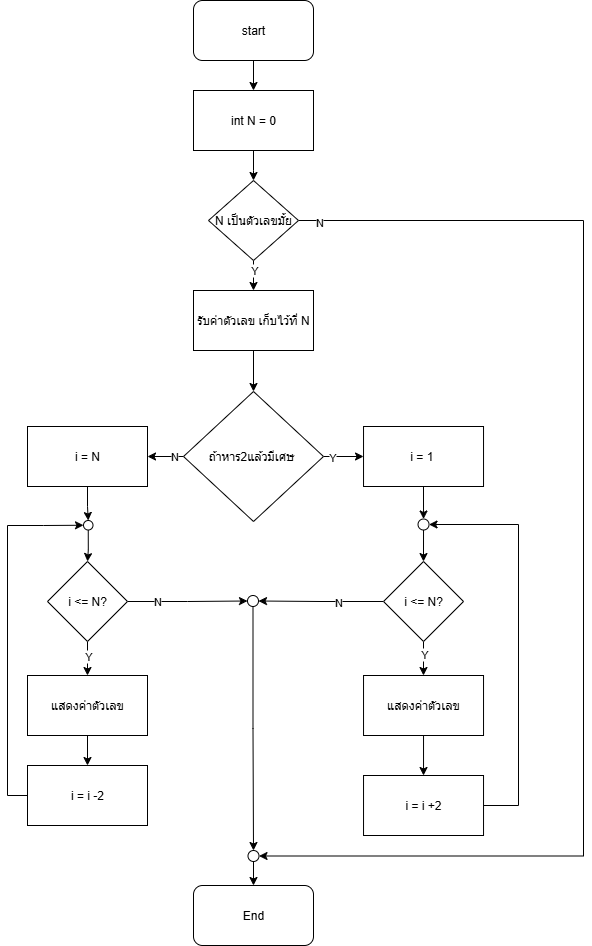 start
int N = 0
N เป็นตัวเลขมั้ย
N
Y
รับค่าตัวเลข เก็บไว้ที่ N
i = N
N
ถ้าหาร2แล้วมีเศษ
Y
i = 1
i <= N?
N
N
i <= N?
Y
Y
แสดงค่าตัวเลข
แสดงค่าตัวเลข
i = i -2
i = i +2
End